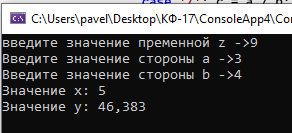 case
C:\Users\pavel\Desktop\КФ-17\ConsoleApp4\Co
введите значение пременной z ->9
введите значение стороны a ->3
введите значение стороны b ->4
Значение x: 5
Значение y: 46,383